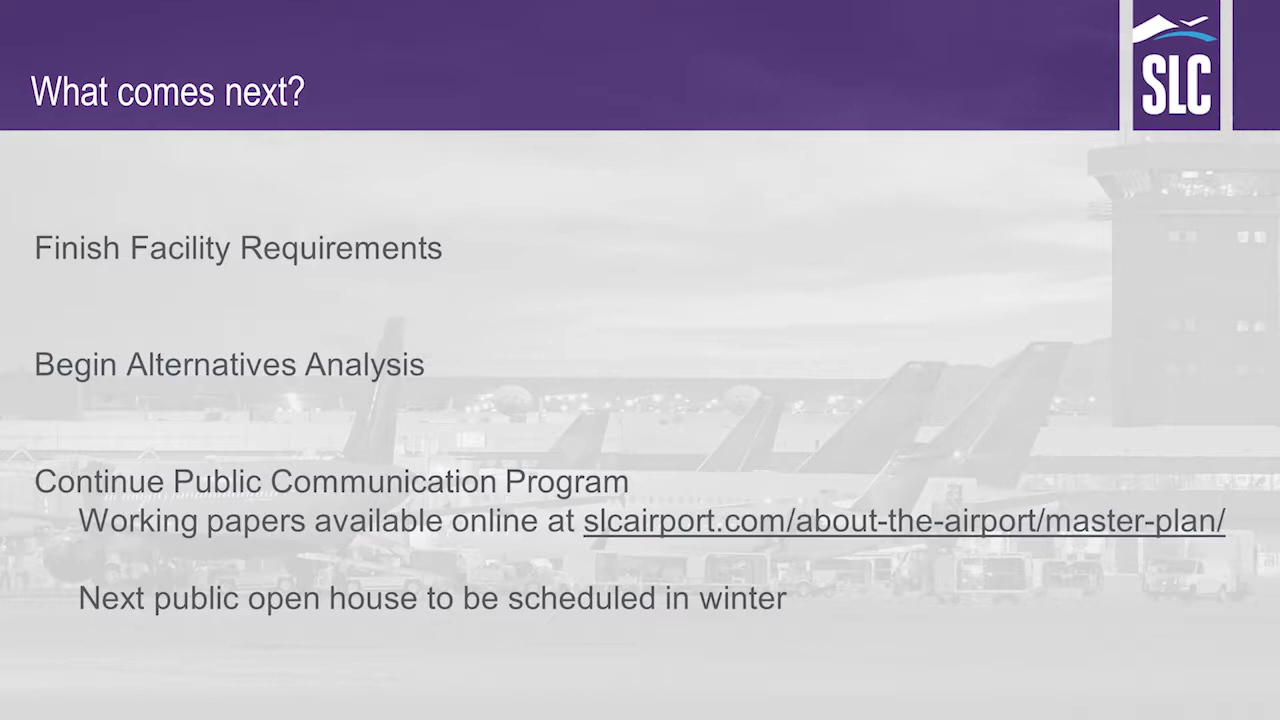 What comes next?
SLC
Finish Facility Requirements
Begin Alternatives Analysis
Continue Public Communication Program
Working papers available online at slcairport.com/about-the-airport/master-plan/
Next public open house to be scheduled in winter